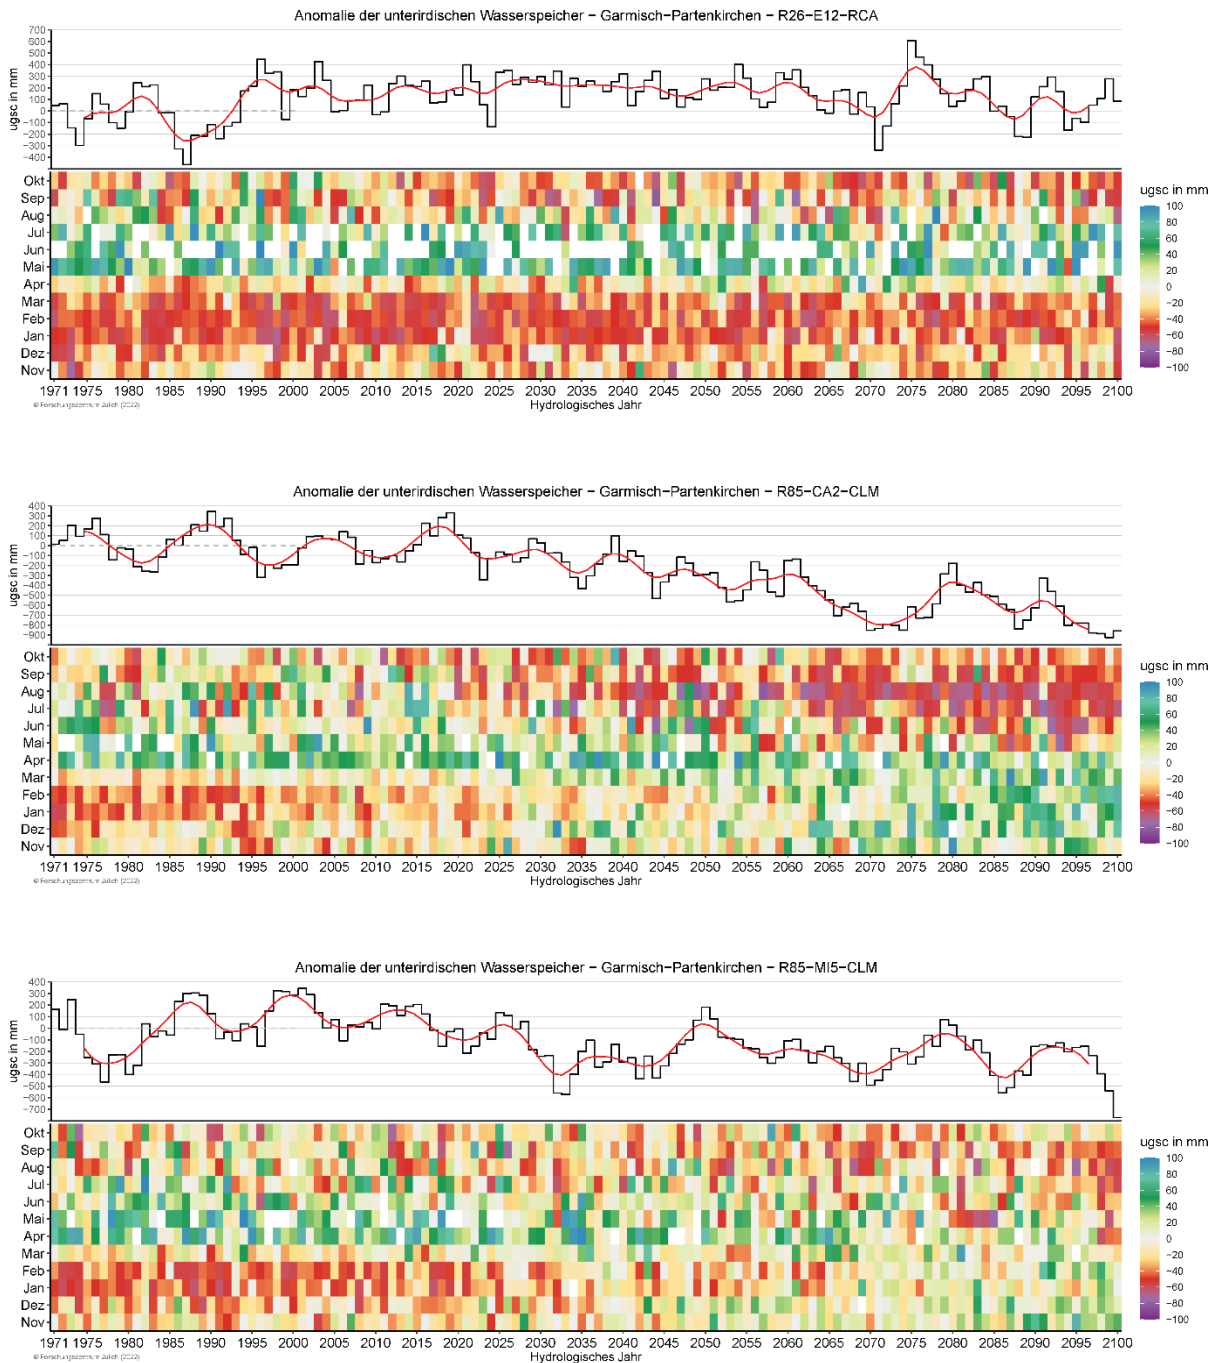 Anomalie der unterirdischen Wasserspeicher − Garmisch−Partenkirchen − R26−E12−RCA
ugsc in mm
700
600
500
400
300
200
100
0
−100
−200
−300
−400
Okt
Sep
Aug
Jul
Jun
Mai
Apr
Mar
Feb
Jan
Dez
Nov
ugsc in mm
100
80
60
40
20
0
−20
−40
−60
−80
−100
1971 1975 1980 1985 1990 1995 2000 2005 2010 2015 2020 2025 2030 2035 2040 2045 2050 2055 2060 2065 2070 2075 2080 2085 2090 2095 2100
Hydrologisches Jahr
© Forschungszentrum Jülich (2022)
Anomalie der unterirdischen Wasserspeicher − Garmisch−Partenkirchen − R85−CA2−CLM
ugsc in mm
400
300
200
100
0
−100
−200
−300
−400
−500
−600
−700
−800
−900
Okt
Sep
Aug
Jul
Jun
Mai
Apr
Mar
Feb
Jan
Dez
Nov
ugsc in mm
100
80
60
40
20
0
−20
−40
−60
−80
−100
1971 1975 1980 1985 1990 1995 2000 2005 2010 2015 2020 2025 2030 2035 2040 2045 2050 2055 2060 2065 2070 2075 2080 2085 2090 2095 2100
Hydrologisches Jahr
© Forschungszentrum Jülich (2022)
Anomalie der unterirdischen Wasserspeicher − Garmisch−Partenkirchen − R85−MI5−CLM
ugsc in mm
400
300
200
100
0
−100
−200
−300
−400
−500
−600
−700
Okt
Sep
Aug
Jul
Jun
Mai
Apr
Mar
Feb
Jan
Dez
Nov
ugsc in mm
100
80
60
40
20
0
−20
−40
−60
−80
−100
1971 1975 1980 1985 1990 1995 2000 2005 2010 2015 2020 2025 2030 2035 2040 2045 2050 2055 2060 2065 2070 2075 2080 2085 2090 2095 2100
Hydrologisches Jahr
© Forschungszentrum Jülich (2022)